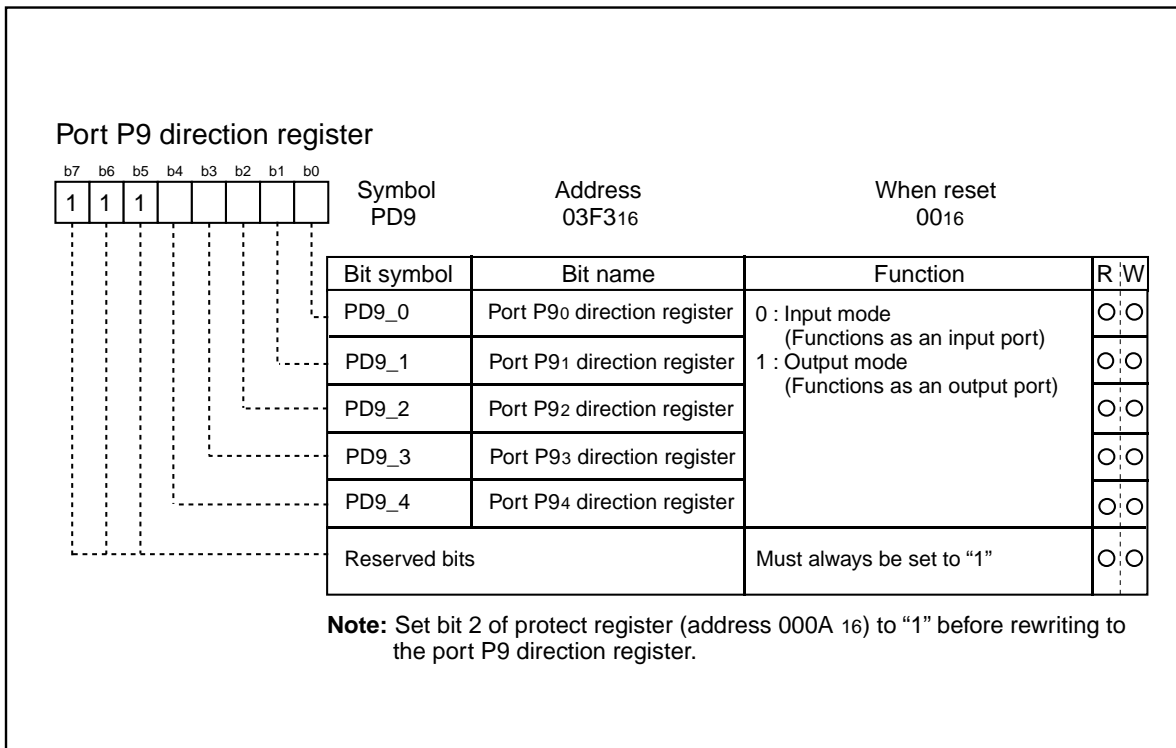 Port P9 direction register
b7 b6 b5 b4 b3 b2 b1 b0
1 1 1
Symbol Address When reset
PD9 03F316 0016
Bit symbol Bit name Function R W
PD9_0 Port P90 direction register 0 : Input mode
(Functions as an input port)
PD9_1 Port P91 direction register 1 : Output mode
(Functions as an output port)
PD9_2 Port P92 direction register
PD9_3 Port P93 direction register
PD9_4 Port P94 direction register
Reserved bits Must always be set to “1”
Note: Set bit 2 of protect register (address 000A 16) to “1” before rewriting to
the port P9 direction register.